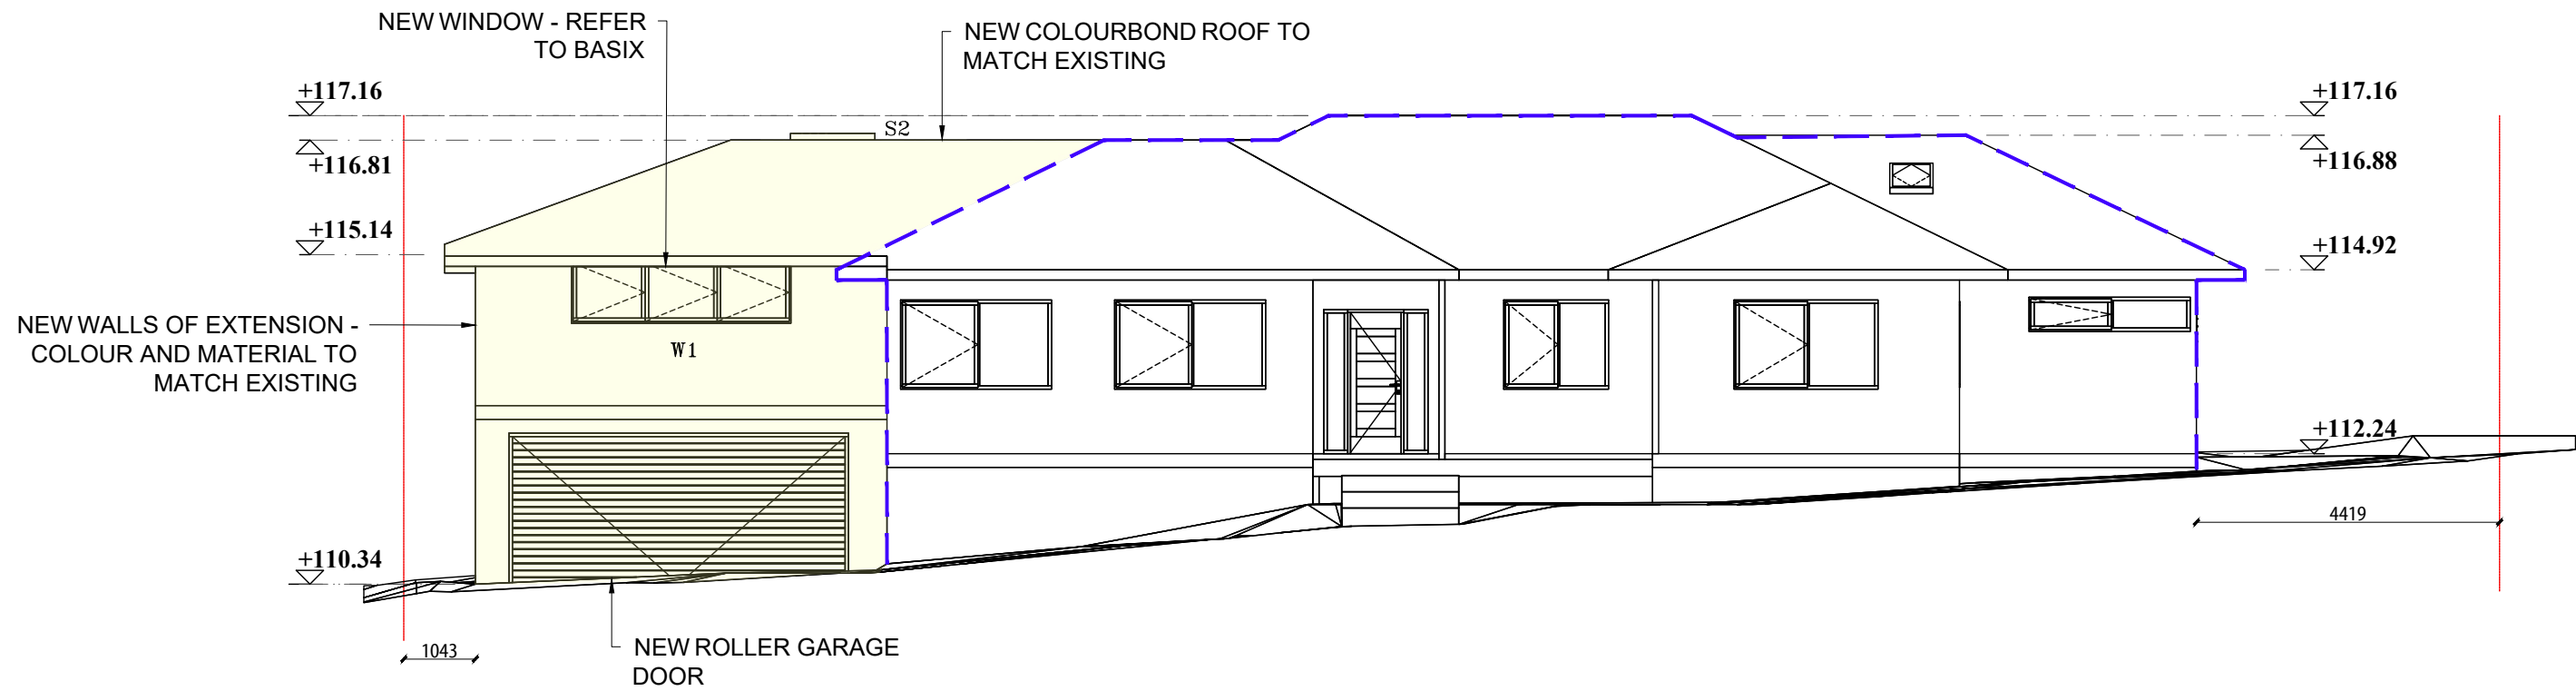 NEW WINDOW - REFER
TO BASIX
NEW COLOURBOND ROOF TO
MATCH EXISTING
+117.16
+117.16
S2
+116.81
+116.88
+115.14
+114.92
NEW WALLS OF EXTENSION -
COLOUR AND MATERIAL TO
MATCH EXISTING
W1
+112.24
4419
+110.34
1043
NEW ROLLER GARAGE
DOOR